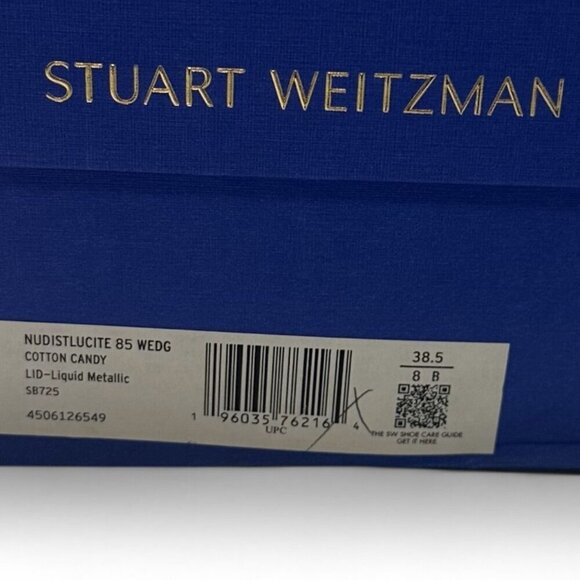 STUART WEITZMAN
NUDISTLUCITE 85 WEDG
COTTON CANDY
LID-Liquid Metallic
SB725
4506126549
1 96035 76216 4
UPC
38.5
8 B
THE SW SHOE CARE GUIDE
GET IT HERE